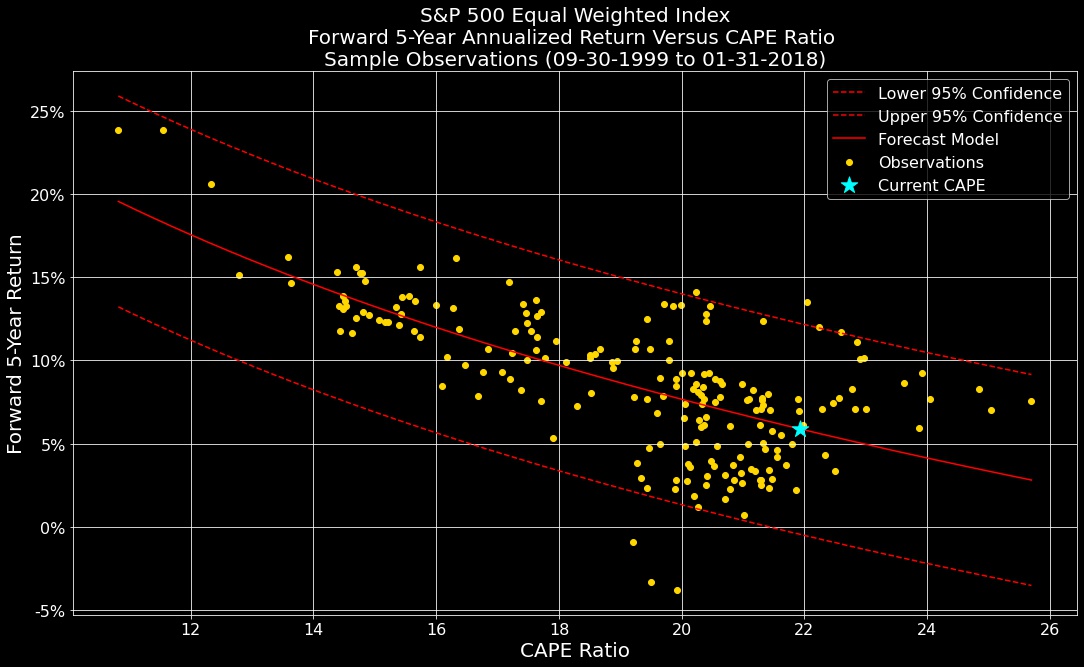 S&P 500 Equal Weighted Index
Forward 5-Year Annualized Return Versus CAPE Ratio
Sample Observations (09-30-1999 to 01-31-2018)
Lower 95% Confidence
Upper 95% Confidence
Forecast Model
Observations
Current CAPE
Forward 5-Year Return
25%
20%
15%
10%
5%
0%
-5%
12 14 16 18 20 22 24 26
CAPE Ratio